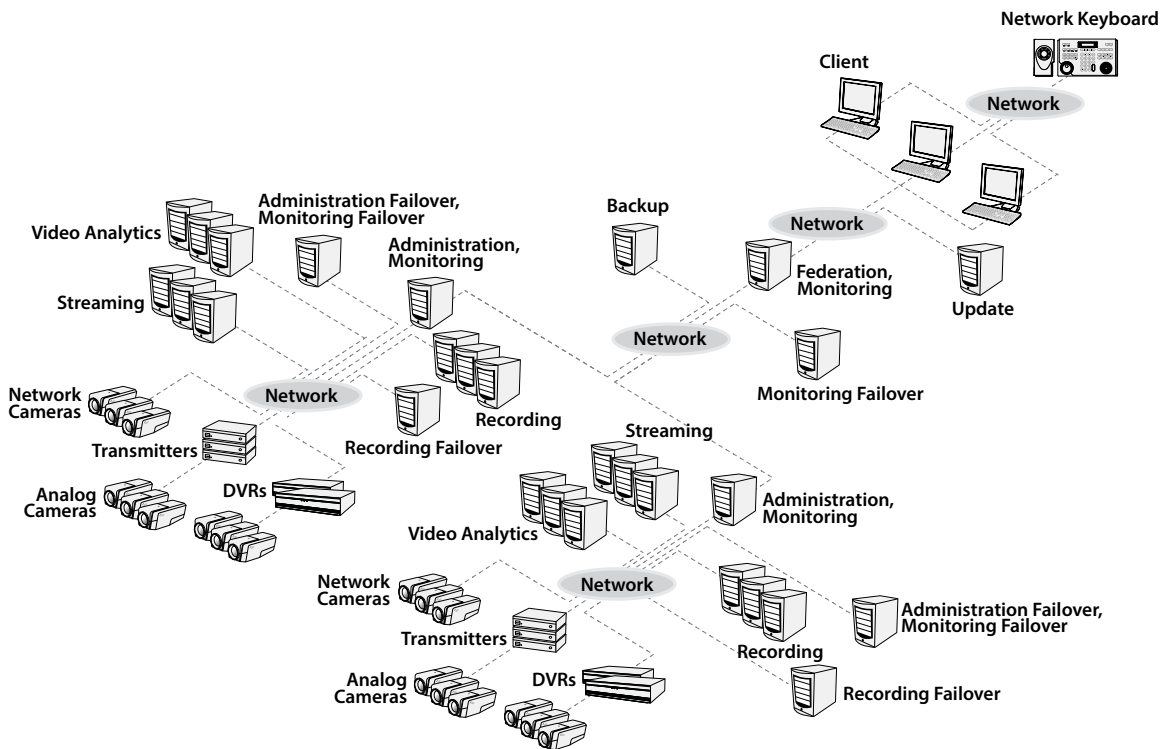 Network Keyboard
Client
Network
Administration Failover,
Monitoring Failover
Backup
Network
Video Analytics
Administration,
Monitoring
Federation,
Monitoring
Streaming
Update
Network
Network
Cameras
Network
Monitoring Failover
Recording
Transmitters
Recording Failover
Streaming
Analog
Cameras
DVRs
Administration,
Monitoring
Video Analytics
Network
Network
Cameras
Administration Failover,
Monitoring Failover
Transmitters
Recording
Analog
Cameras
DVRs
Recording Failover